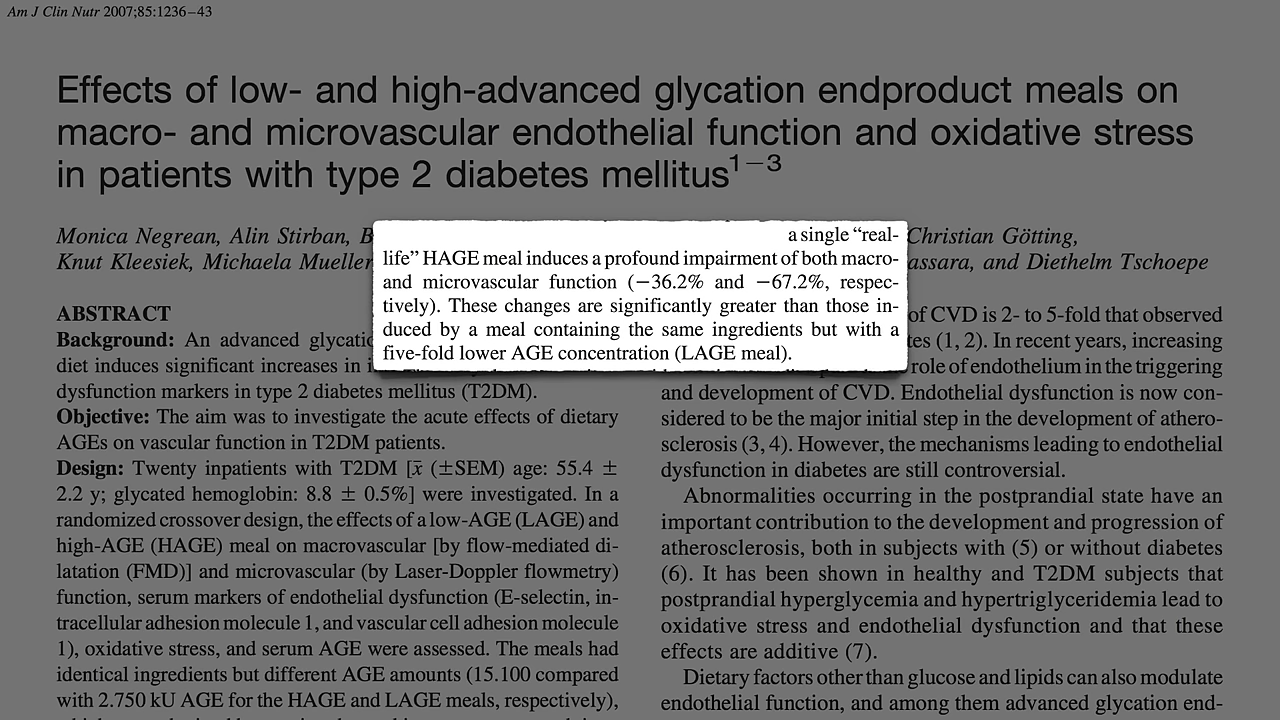 Am J Clin Nutr 2007;85:1236–43
Effects of low- and high-advanced glycation endproduct meals on
macro- and microvascular endothelial function and oxidative stress
in patients with type 2 diabetes mellitus1–3
Monica Negrean, Alin Stirban, Christian Götting,
Knut Kleesiek, Michaela Mueller and Diethelm Tschoepe
a single “real-
life” HAGE meal induces a profound impairment of both macro-
and microvascular function (−36.2% and −67.2%, respec-
tively). These changes are significantly greater than those in-
duced by a meal containing the same ingredients but with a
five-fold lower AGE concentration (LAGE meal).
ABSTRACT
Background: An advanced
diet induces significant increases in
dysfunction markers in type 2 diabetes mellitus (T2DM).
Objective: The aim was to investigate the acute effects of dietary
AGEs on vascular function in T2DM patients.
Design: Twenty inpatients with T2DM [x̄ (±SEM) age: 55.4 ±
2.2 y; glycated hemoglobin: 8.8 ± 0.5%] were investigated. In a
randomized crossover design, the effects of a low-AGE (LAGE) and
high-AGE (HAGE) meal on macrovascular [by flow-mediated di-
latation (FMD)] and microvascular (by Laser-Doppler flowmetry)
function, serum markers of endothelial dysfunction (E-selectin, in-
tracellular adhesion molecule 1, and vascular cell adhesion molecule
1), oxidative stress, and serum AGE were assessed. The meals had
identical ingredients but different AGE amounts (15.100 compared
with 2.750 kU AGE for the HAGE and LAGE meals, respectively),
of CVD is 2- to 5-fold that observed
(1, 2). In recent years, increasing
role of endothelium in the triggering
and development of CVD. Endothelial dysfunction is now con-
sidered to be the major initial step in the development of athero-
sclerosis (3, 4). However, the mechanisms leading to endothelial
dysfunction in diabetes are still controversial.
Abnormalities occurring in the postprandial state have an
important contribution to the development and progression of
atherosclerosis, both in subjects with (5) or without diabetes
(6). It has been shown in healthy and T2DM subjects that
postprandial hyperglycemia and hypertriglyceridemia lead to
oxidative stress and endothelial dysfunction and that these
effects are additive (7).
Dietary factors other than glucose and lipids can also modulate
endothelial function, and among them advanced glycation end-